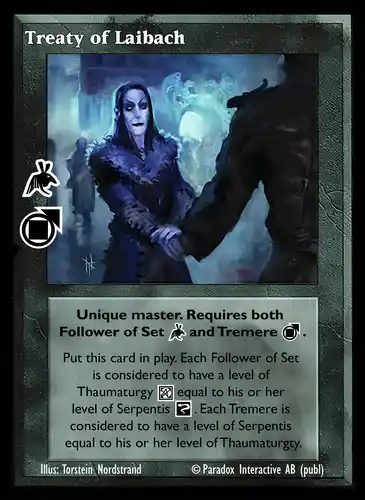 Treaty of Laibach
Unique master. Requires both
Follower of Set and Tremere .
Put this card in play. Each Follower of Set
is considered to have a level of
Thaumaturgy equal to his or her
level of Serpentis . Each Tremere is
considered to have a level of Serpentis
equal to his or her level of Thaumaturgty.
Illus: Torstein Nordstrand © Paradox Interactive AB (publ)